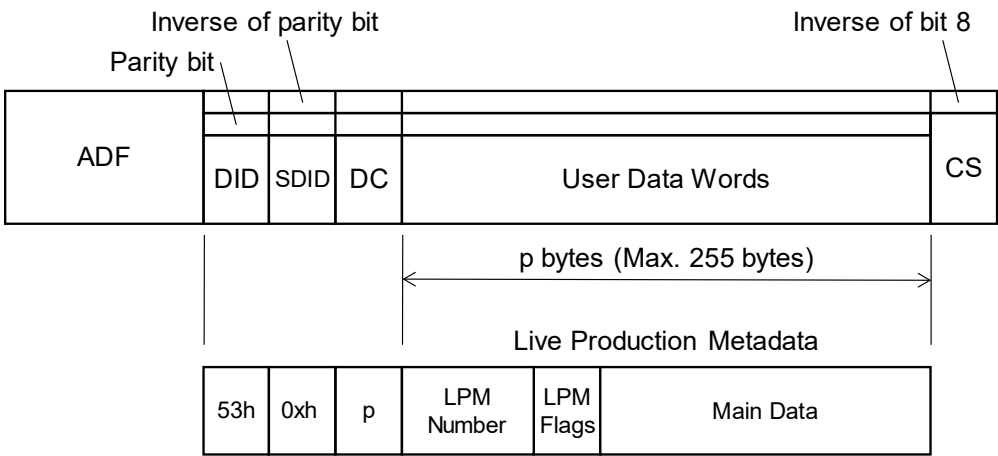 Inverse of parity bit
Inverse of bit 8
Parity bit
ADF
DID
SDID
DC
User Data Words
CS
p bytes (Max. 255 bytes)
Live Production Metadata
53h
0xh
p
LPM
Number
LPM
Flags
Main Data